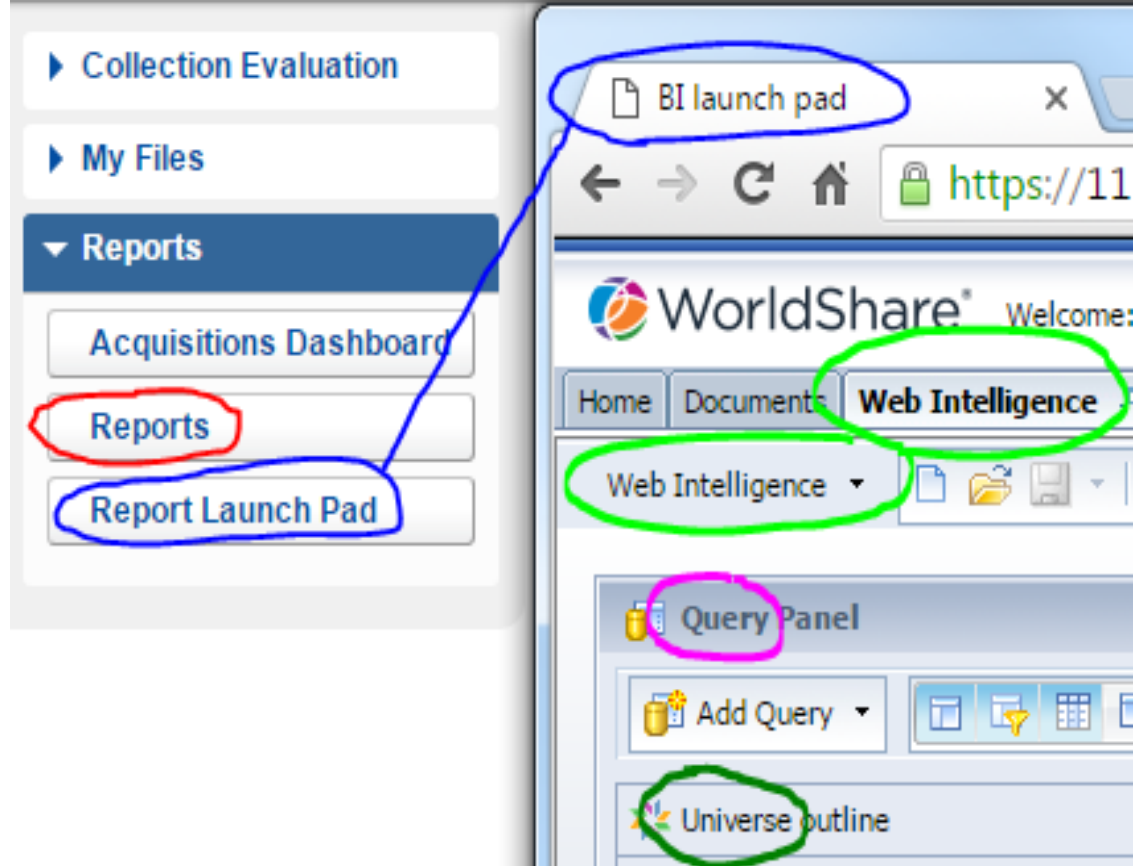 Collection Evaluation
My Files
Reports
Acquisitions Dashboard
Reports
Report Launch Pad
BI launch pad
https://11
WorldShare® Welcome:
Home Documents Web Intelligence
Web Intelligence
Query Panel
Add Query
Universe outline